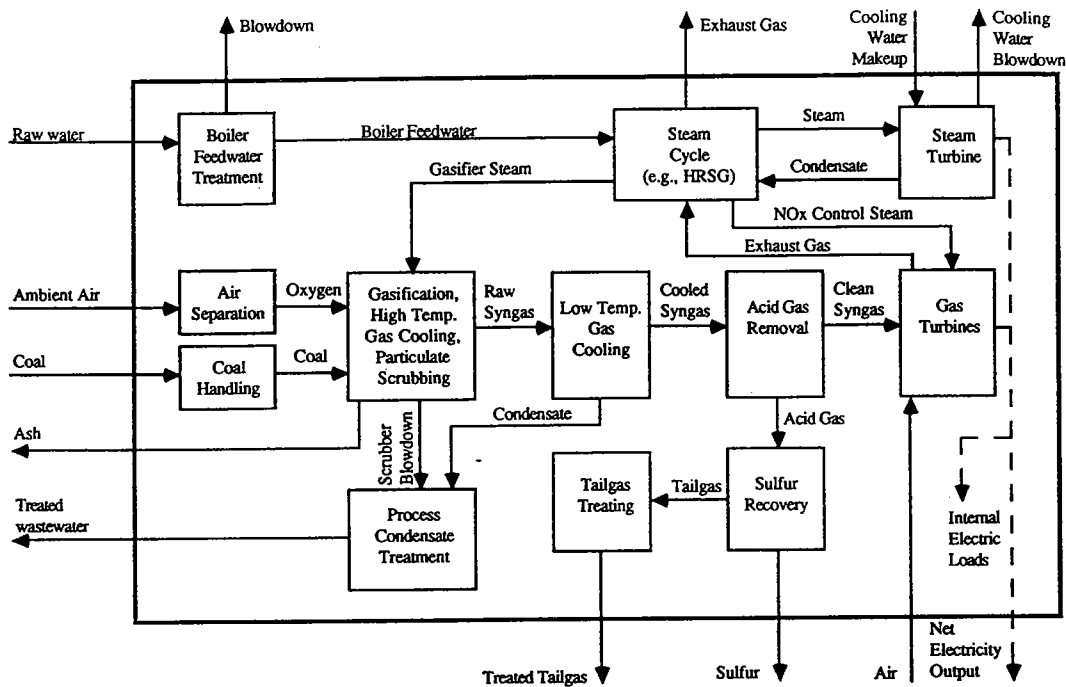 Blowdown
Exhaust Gas
Cooling
Water
Makeup
Cooling
Water
Blowdown
Raw water
Boiler
Feedwater
Treatment
Boiler Feedwater
Steam
Cycle
(e.g., HRSG)
Steam
Condensate
Steam
Turbine
Gasifier Steam
NOx Control Steam
Exhaust Gas
Ambient Air
Air
Separation
Oxygen
Coal
Coal
Handling
Coal
Gasification,
High Temp.
Gas Cooling,
Particulate
Scrubbing
Raw
Syngas
Low Temp.
Gas
Cooling
Cooled
Syngas
Acid Gas
Removal
Clean
Syngas
Gas
Turbines
Ash
Scrubber
Blowdown
Condensate
Acid Gas
Treated
wastewater
Process
Condensate
Treatment
Tailgas
Treating
Tailgas
Sulfur
Recovery
Internal
Electric
Loads
Treated Tailgas
Sulfur
Air
Net
Electricity
Output